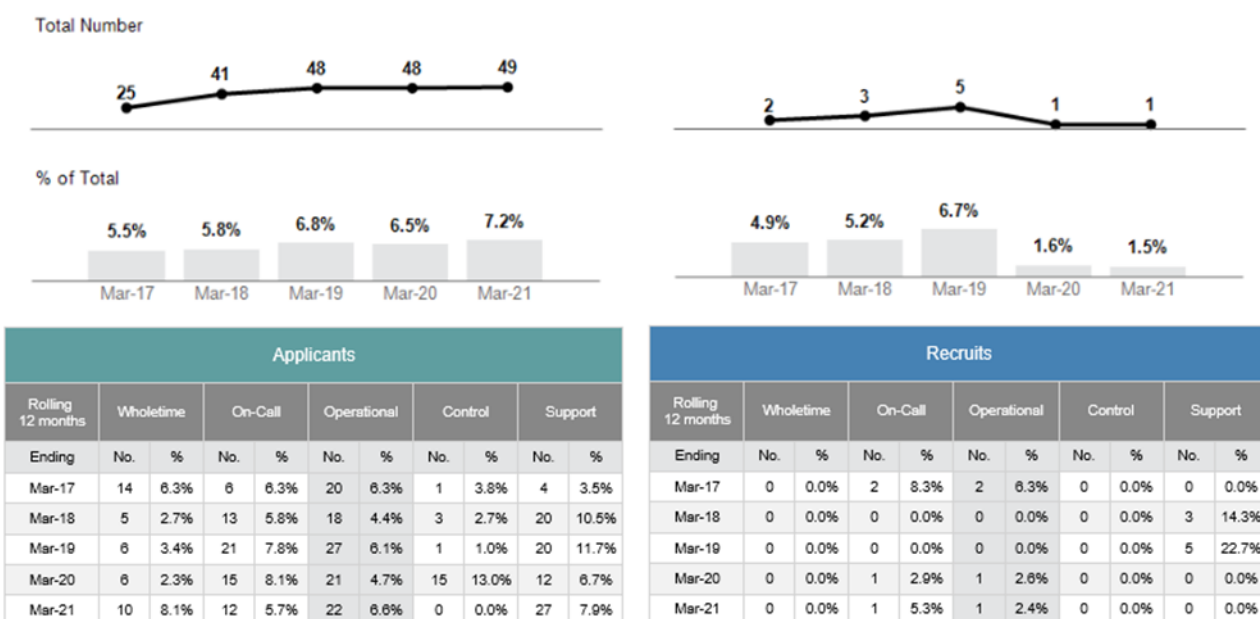 Total Number
25 41 48 48 49
2 3 5 1 1
% of Total
5.5% 5.8% 6.8% 6.5% 7.2%
Mar-17 Mar-18 Mar-19 Mar-20 Mar-21
4.9% 5.2% 6.7% 1.6% 1.5%
Mar-17 Mar-18 Mar-19 Mar-20 Mar-21
Applicants
Rolling 12 months Wholetime On-Call Operational Control Support
Ending No. % No. % No. % No. % No. %
Mar-17 14 6.3% 6 6.3% 20 6.3% 1 3.8% 4 3.5%
Mar-18 5 2.7% 13 5.8% 18 4.4% 3 2.7% 20 10.5%
Mar-19 6 3.4% 21 7.8% 27 6.1% 1 1.0% 20 11.7%
Mar-20 6 2.3% 15 8.1% 21 4.7% 15 13.0% 12 6.7%
Mar-21 10 8.1% 12 5.7% 22 6.6% 0 0.0% 27 7.9%
Recruits
Rolling 12 months Wholetime On-Call Operational Control Support
Ending No. % No. % No. % No. % No. %
Mar-17 0 0.0% 2 8.3% 2 6.3% 0 0.0% 0 0.0%
Mar-18 0 0.0% 0 0.0% 0 0.0% 0 0.0% 3 14.3%
Mar-19 0 0.0% 0 0.0% 0 0.0% 0 0.0% 5 22.7%
Mar-20 0 0.0% 1 2.9% 1 2.6% 0 0.0% 0 0.0%
Mar-21 0 0.0% 1 5.3% 1 2.4% 0 0.0% 0 0.0%